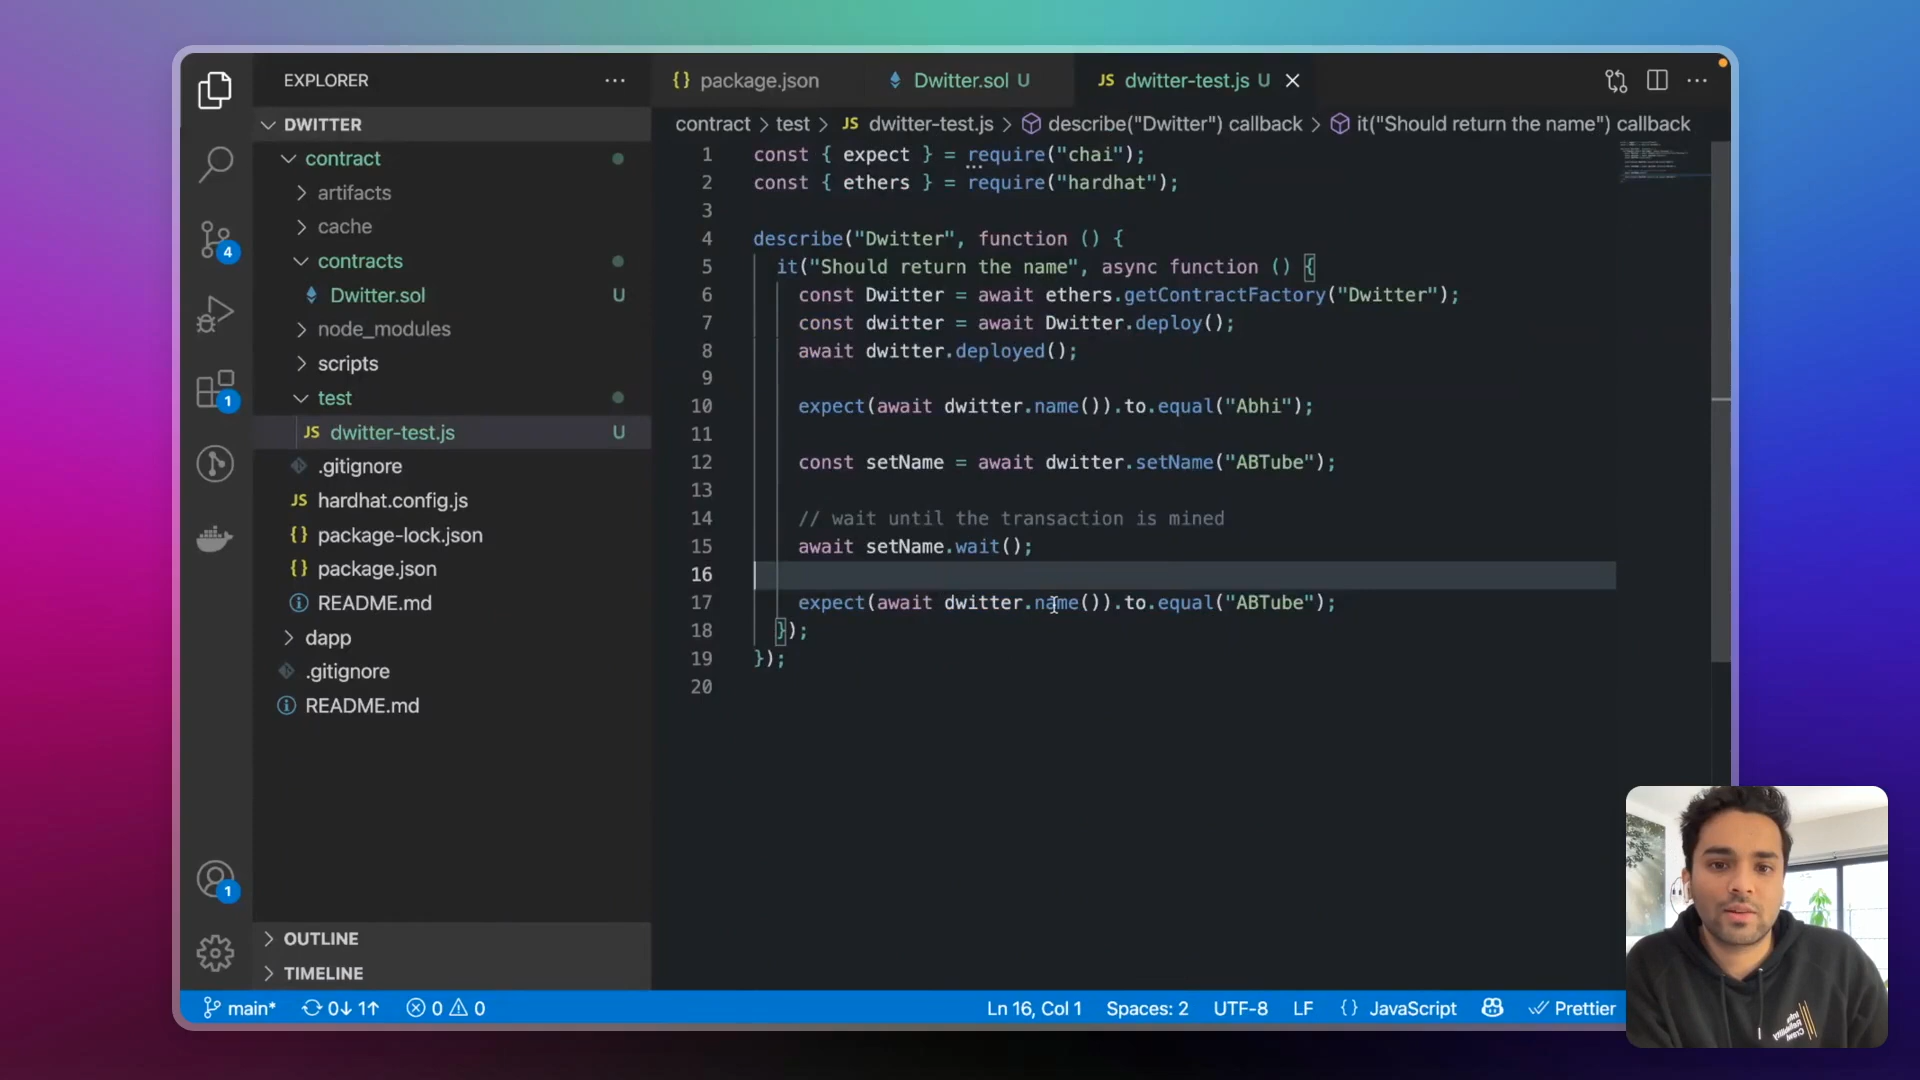 EXPLORER
DWITTER
contract
artifacts
cache
contracts
Dwitter.sol U
node_modules
scripts
test
JS dwitter-test.js U
.gitignore
JS hardhat.config.js
{} package-lock.json
{} package.json
README.md
dapp
.gitignore
README.md
OUTLINE
TIMELINE
4
1
1
{} package.json
Dwitter.sol U
JS dwitter-test.js U
contract > test > JS dwitter-test.js > describe("Dwitter") callback > it("Should return the name") callback
1 const { expect } = require("chai");
2 const { ethers } = require("hardhat");
3
4 describe("Dwitter", function () {
5 it("Should return the name", async function () {
6 const Dwitter = await ethers.getContractFactory("Dwitter");
7 const dwitter = await Dwitter.deploy();
8 await dwitter.deployed();
9
10 expect(await dwitter.name()).to.equal("Abhi");
11
12 const setName = await dwitter.setName("ABTube");
13
14 // wait until the transaction is mined
15 await setName.wait();
16
17 expect(await dwitter.name()).to.equal("ABTube");
18 });
19 });
20
main* 0↓ 1↑ 0 0 Ln 16, Col 1 Spaces: 2 UTF-8 LF {} JavaScript Prettier